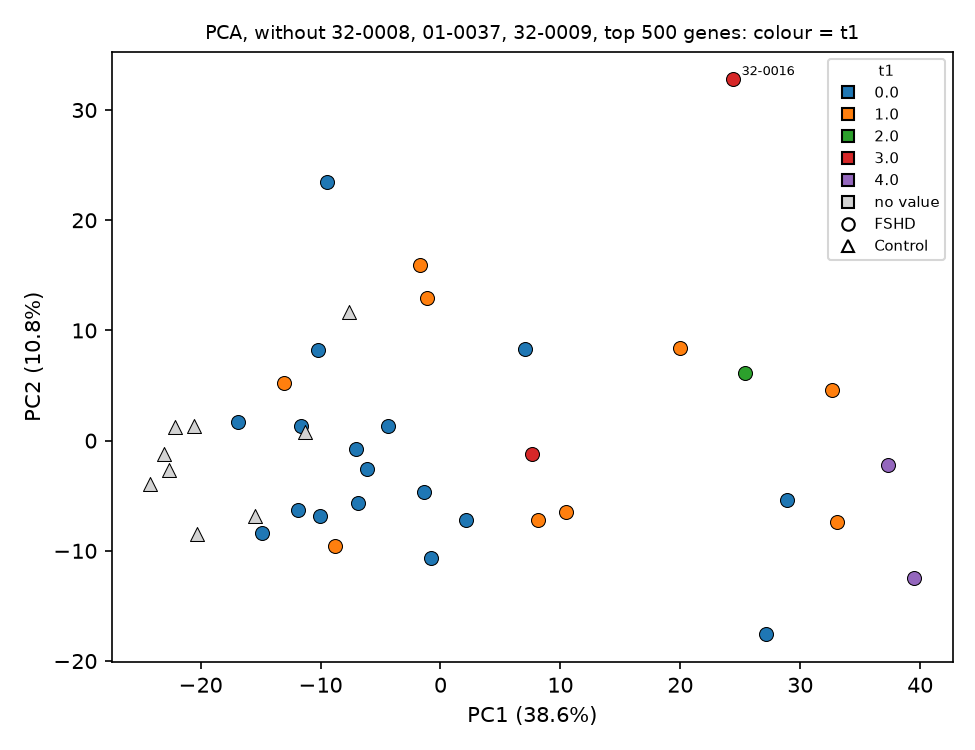 PCA, without 32-0008, 01-0037, 32-0009, top 500 genes: colour = t1
32-0016
t1
0.0
1.0
2.0
3.0
4.0
no value
FSHD
Control
PC2 (10.8%)
30
20
10
0
−10
−20
−20
−10
0
10
20
30
40
PC1 (38.6%)